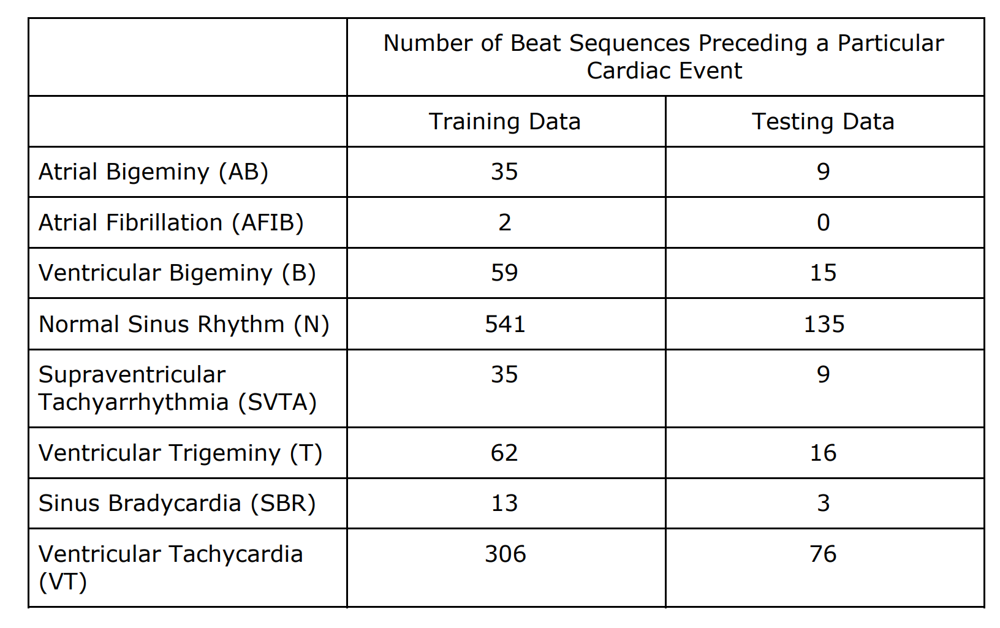 Number of Beat Sequences Preceding a Particular
Cardiac Event
Training Data Testing Data
Atrial Bigeminy (AB) 35 9
Atrial Fibrillation (AFIB) 2 0
Ventricular Bigeminy (B) 59 15
Normal Sinus Rhythm (N) 541 135
Supraventricular 35 9
Tachyarrhythmia (SVTA)
Ventricular Trigeminy (T) 62 16
Sinus Bradycardia (SBR) 13 3
Ventricular Tachycardia 306 76
(VT)